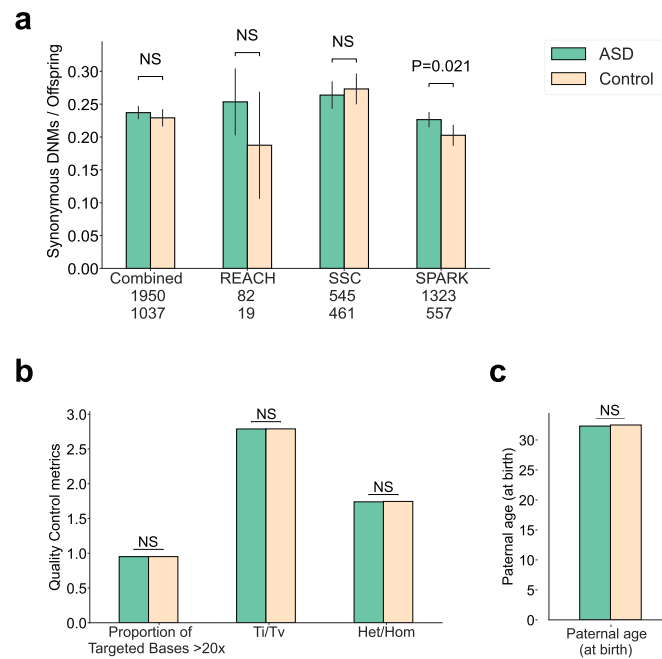 a
NS
NS
NS
P=0.021
ASD
Control
Synonymous DNMs / Offspring
0.30
0.25
0.20
0.15
0.10
0.05
0.00
Combined
1950
1037
REACH
82
19
SSC
545
461
SPARK
1323
557
b
Quality Control metrics
3.0
2.5
2.0
1.5
1.0
0.5
0.0
NS
NS
NS
Proportion of
Targeted Bases >20x
Ti/Tv
Het/Hom
c
Paternal age (at birth)
30
25
20
15
10
5
0
NS
Paternal age
(at birth)